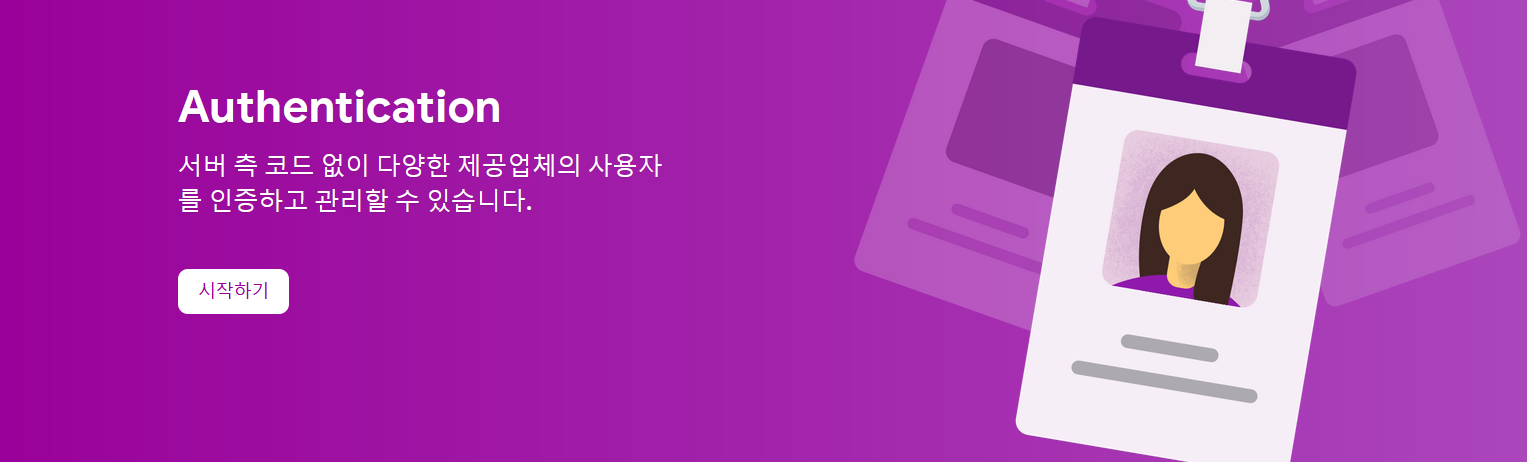 Authentication
서버 측 코드 없이 다양한 제공업체의 사용자
를 인증하고 관리할 수 있습니다.
시작하기